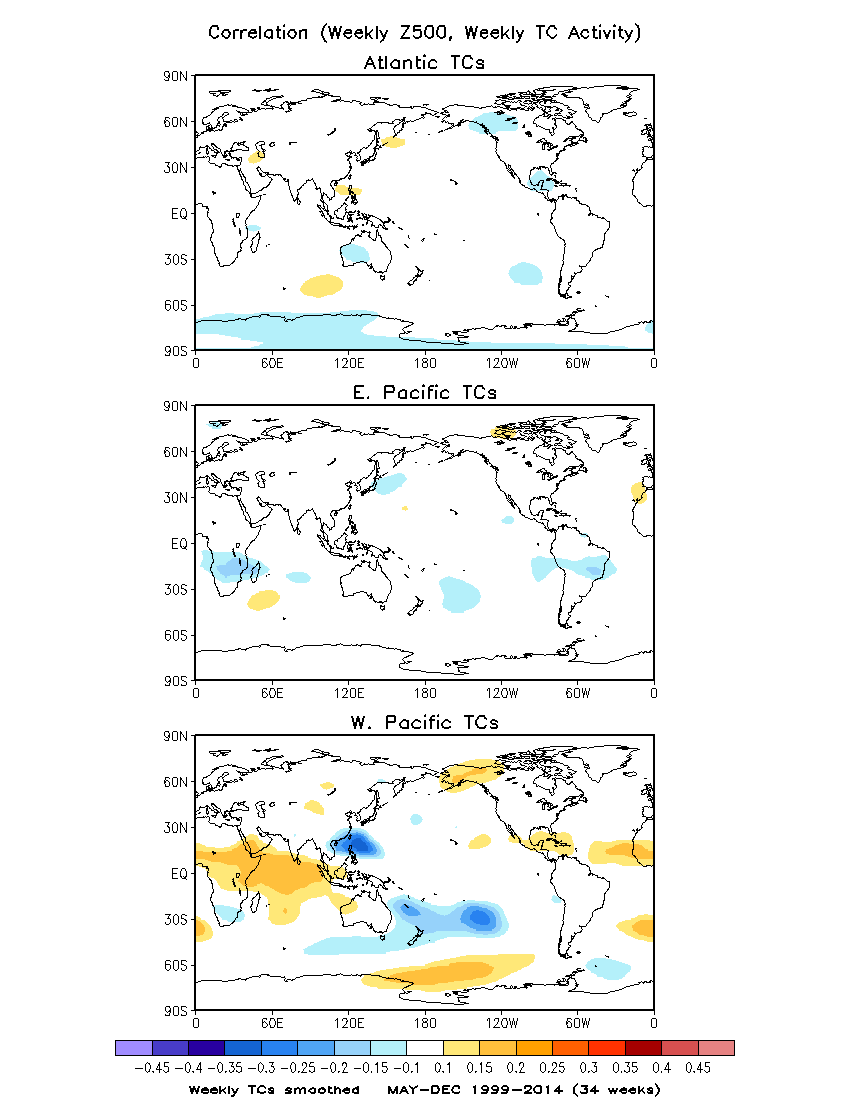 Correlation (Weekly Z500, Weekly TC Activity)
Atlantic TCs
90N
60N
30N
EQ
30S
60S
90S
0 60E 120E 180 120W 60W 0
E. Pacific TCs
90N
60N
30N
EQ
30S
60S
90S
0 60E 120E 180 120W 60W 0
W. Pacific TCs
90N
60N
30N
EQ
30S
60S
90S
0 60E 120E 180 120W 60W 0
-0.45 -0.4 -0.35 -0.3 -0.25 -0.2 -0.15 -0.1 0.1 0.15 0.2 0.25 0.3 0.35 0.4 0.45
Weekly TCs smoothed MAY-DEC 1999-2014 (34 weeks)